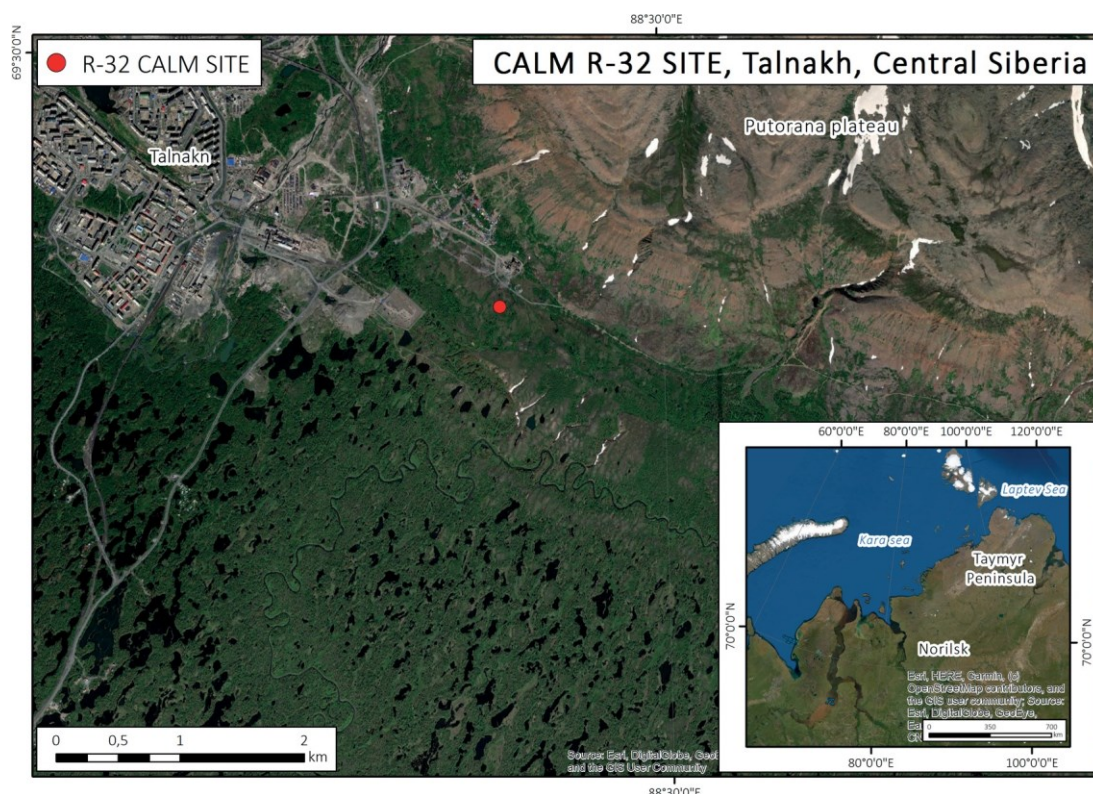 88°30'0"E
69°30'0"N
R-32 CALM SITE
CALM R-32 SITE, Talnakh, Central Siberia
Putorana plateau
Talnakn
60°0'0"E 80°0'0"E 100°0'0"E 120°0'0"E
Laptev Sea
Kara sea
Taymyr
Peninsula
70°0'0"N
70°0'0"N
Norilsk
Esri, HERE, Garmin, (c)
OpenStreetMap contributors, and
the GIS user community; Source:
Esri, DigitalGlobe, GeoEye,
Ea
CN
0 350 700
km
80°0'0"E 100°0'0"E
0 0,5 1 2
km
Source: Esri, DigitalGlobe, GeoE
and the GIS User Community
88°30'0"E